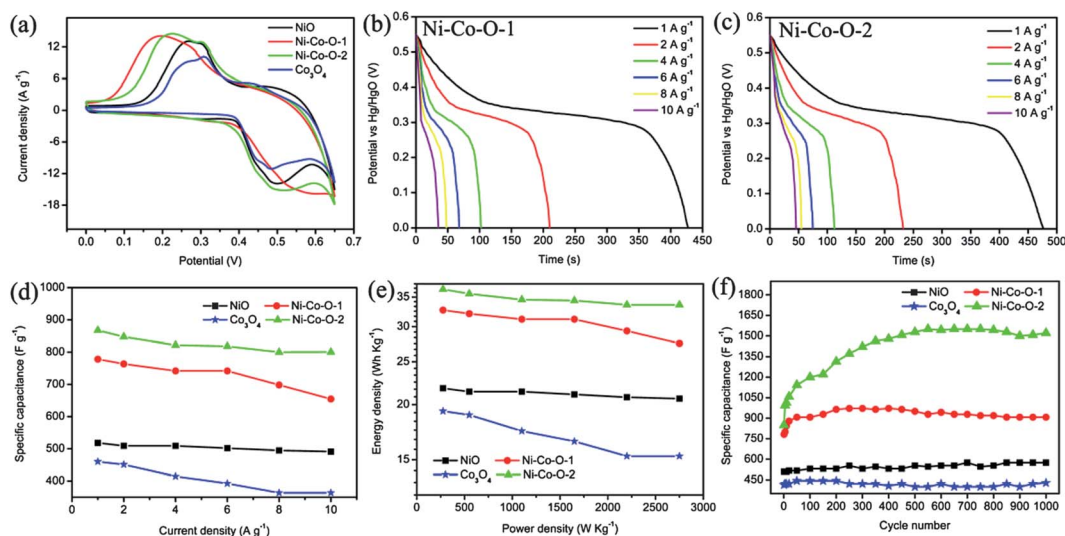 (a)
NiO
Ni-Co-O-1
Ni-Co-O-2
Co₃O₄
Current density (A g⁻¹)
18
12
6
0
-6
-12
-18
0.0 0.1 0.2 0.3 0.4 0.5 0.6 0.7
Potential (V)
(b)
Ni-Co-O-1
1 A g⁻¹
2 A g⁻¹
4 A g⁻¹
6 A g⁻¹
8 A g⁻¹
10 A g⁻¹
Potential vs Hg/HgO (V)
0.6
0.5
0.4
0.3
0.2
0.1
0.0
0 50 100 150 200 250 300 350 400 450
Time (s)
(c)
Ni-Co-O-2
1 A g⁻¹
2 A g⁻¹
4 A g⁻¹
6 A g⁻¹
8 A g⁻¹
10 A g⁻¹
Potential vs Hg/HgO (V)
0.6
0.5
0.4
0.3
0.2
0.1
0.0
0 50 100 150 200 250 300 350 400 450 500
Time (s)
(d)
NiO Ni-Co-O-1
Co₃O₄ Ni-Co-O-2
Specific capacitance (F g⁻¹)
1000
900
800
700
600
500
400
0 2 4 6 8 10
Current density (A g⁻¹)
(e)
Energy density (Wh Kg⁻¹)
35
30
25
20
15
NiO Ni-Co-O-1
Co₃O₄ Ni-Co-O-2
0 500 1000 1500 2000 2500 3000
Power density (W Kg⁻¹)
(f)
NiO Ni-Co-O-1
Co₃O₄ Ni-Co-O-2
Specific capacitance (F g⁻¹)
1800
1650
1500
1350
1200
1050
900
750
600
450
0 100 200 300 400 500 600 700 800 900 1000
Cycle number